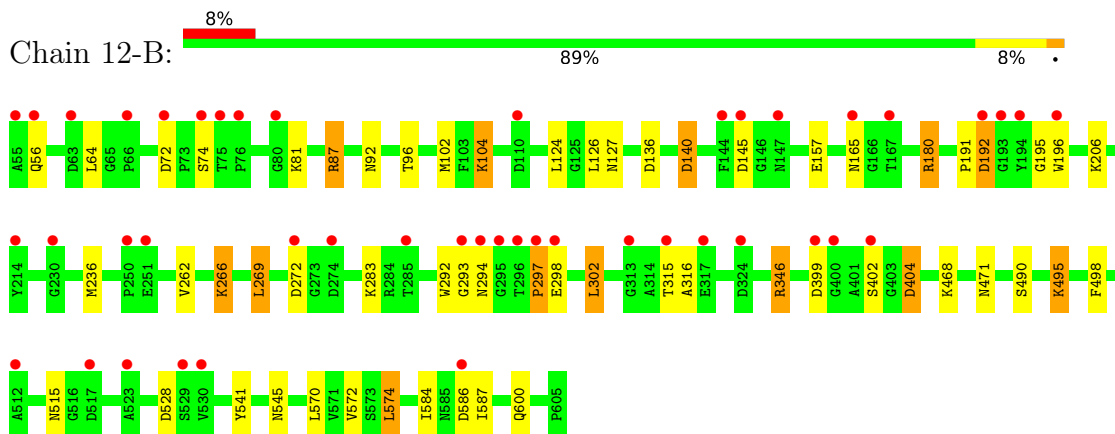 8%
Chain 12-B:
89% 8% •
A55 Q56 D63 L64 G65 P66 D72 P73 S74 T75 P76 G80 K81 R87 N92 T96 M102 F103 K104 D110 L124 G125 L126 N127 D136 D140 F144 D145 G146 N147 E157 N165 G166 T167 R180 P191 D192 G193 Y194 G195 W196 K206
Y214 G230 M236 P250 E251 V262 K266 L269 D272 G273 D274 K283 R284 T285 W292 G293 N294 G295 T296 P297 E298 L302 G313 A314 T315 A316 E317 D324 R346 D399 G400 A401 S402 G403 D404 K468 N471 S490 K495 F498
A512 N515 G516 D517 A523 D528 S529 V530 Y541 N545 L570 V571 V572 S573 L574 I584 N585 D586 I587 Q600 P605